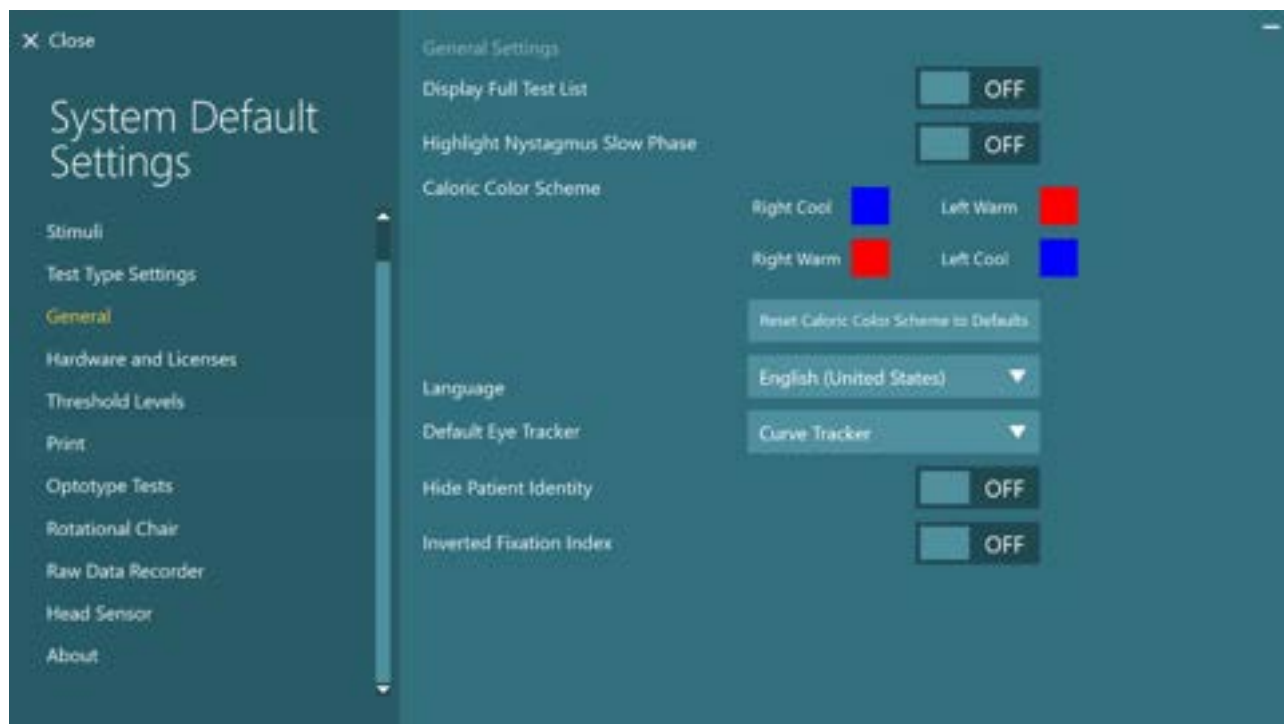 Close
System Default
Settings
Stimuli
Test Type Settings
General
Hardware and Licenses
Threshold Levels
Print
Optotype Tests
Rotational Chair
Raw Data Recorder
Head Sensor
About
General Settings
Display Full Test List OFF
Highlight Nystagmus Slow Phase OFF
Caloric Color Scheme
Right Cool Left Warm
Right Warm Left Cool
Reset Caloric Color Scheme to Defaults
Language English (United States)
Default Eye Tracker Curve Tracker
Hide Patient Identity OFF
Inverted Fixation Index OFF